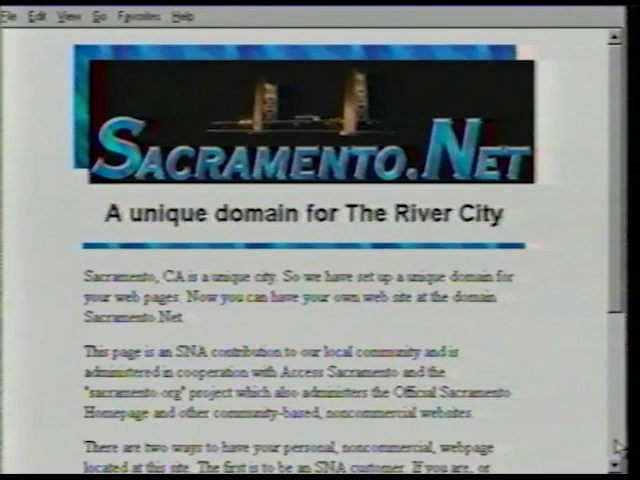 File Edit View Go Favorites Help
SACRAMENTO.NET
A unique domain for The River City
Sacramento, CA is a unique city. So we have set up a unique domain for
your web pages. Now you can have your own web site at the domain
Sacramento.Net
This page is an SNA contribution to our local community and is
administered in cooperation with Access Sacramento and the
"sacramento.org" project which also administers the Official Sacramento
Homepage and other community-based, noncommercial websites.
There are two ways to have your personal, noncommercial, webpage
located at this site. The first is to be an SNA customer. If you are, or